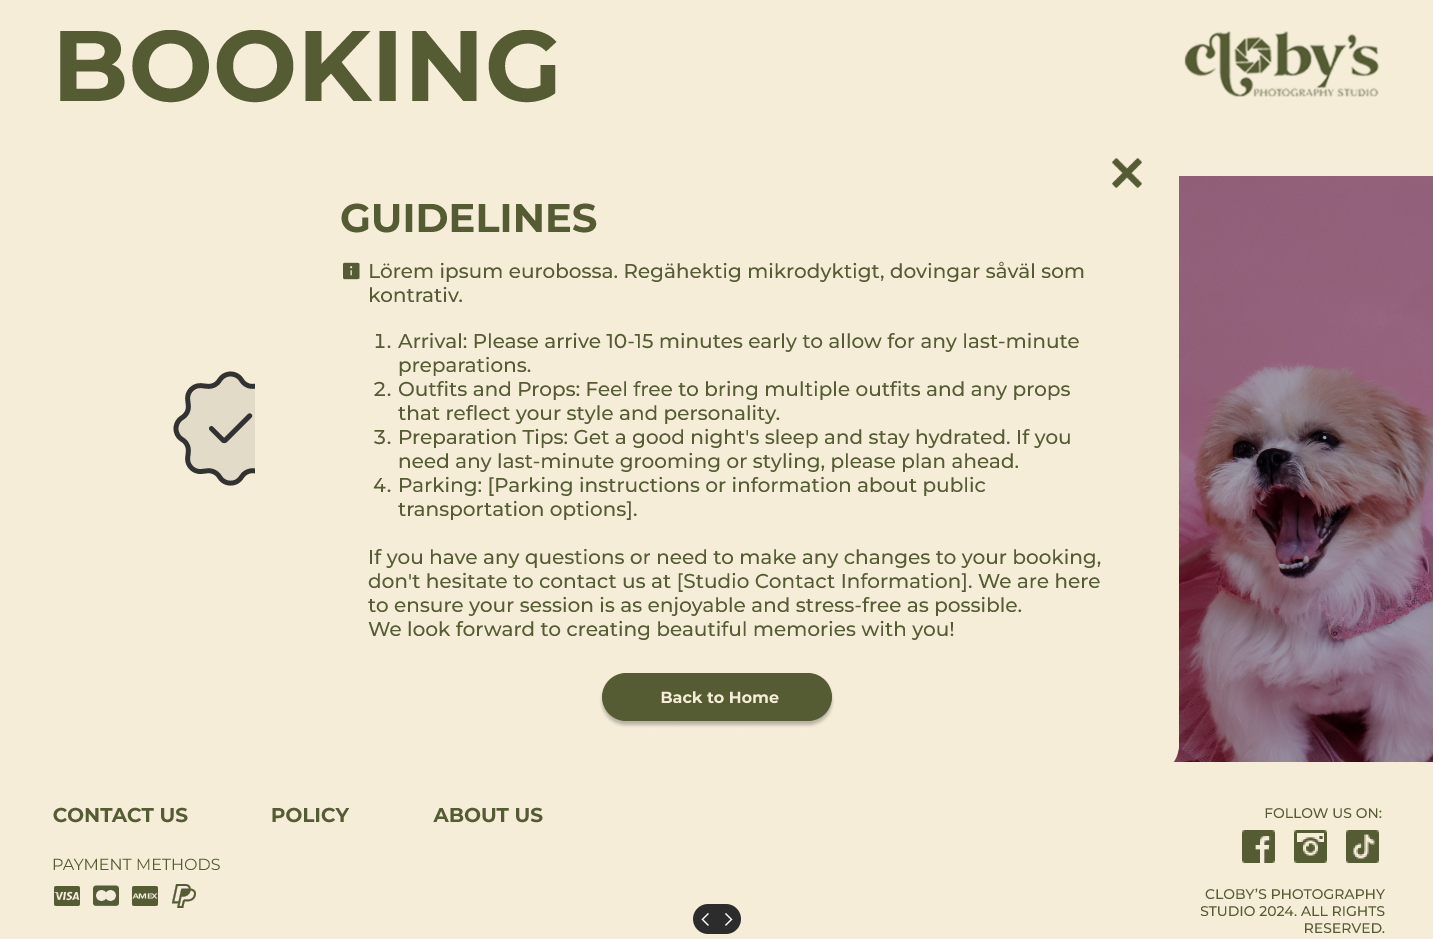 BOOKING
cloby's
PHOTOGRAPHY STUDIO
GUIDELINES
Lörem ipsum eurobossa. Regähektig mikrodyktigt, dovingar såväl som
kontrativ.
1. Arrival: Please arrive 10-15 minutes early to allow for any last-minute
preparations.
2. Outfits and Props: Feel free to bring multiple outfits and any props
that reflect your style and personality.
3. Preparation Tips: Get a good night's sleep and stay hydrated. If you
need any last-minute grooming or styling, please plan ahead.
4. Parking: [Parking instructions or information about public
transportation options].
If you have any questions or need to make any changes to your booking,
don't hesitate to contact us at [Studio Contact Information]. We are here
to ensure your session is as enjoyable and stress-free as possible.
We look forward to creating beautiful memories with you!
Back to Home
CONTACT US
POLICY
ABOUT US
FOLLOW US ON:
PAYMENT METHODS
VISA
AMEX
CLOBY'S PHOTOGRAPHY
STUDIO 2024. ALL RIGHTS
RESERVED.